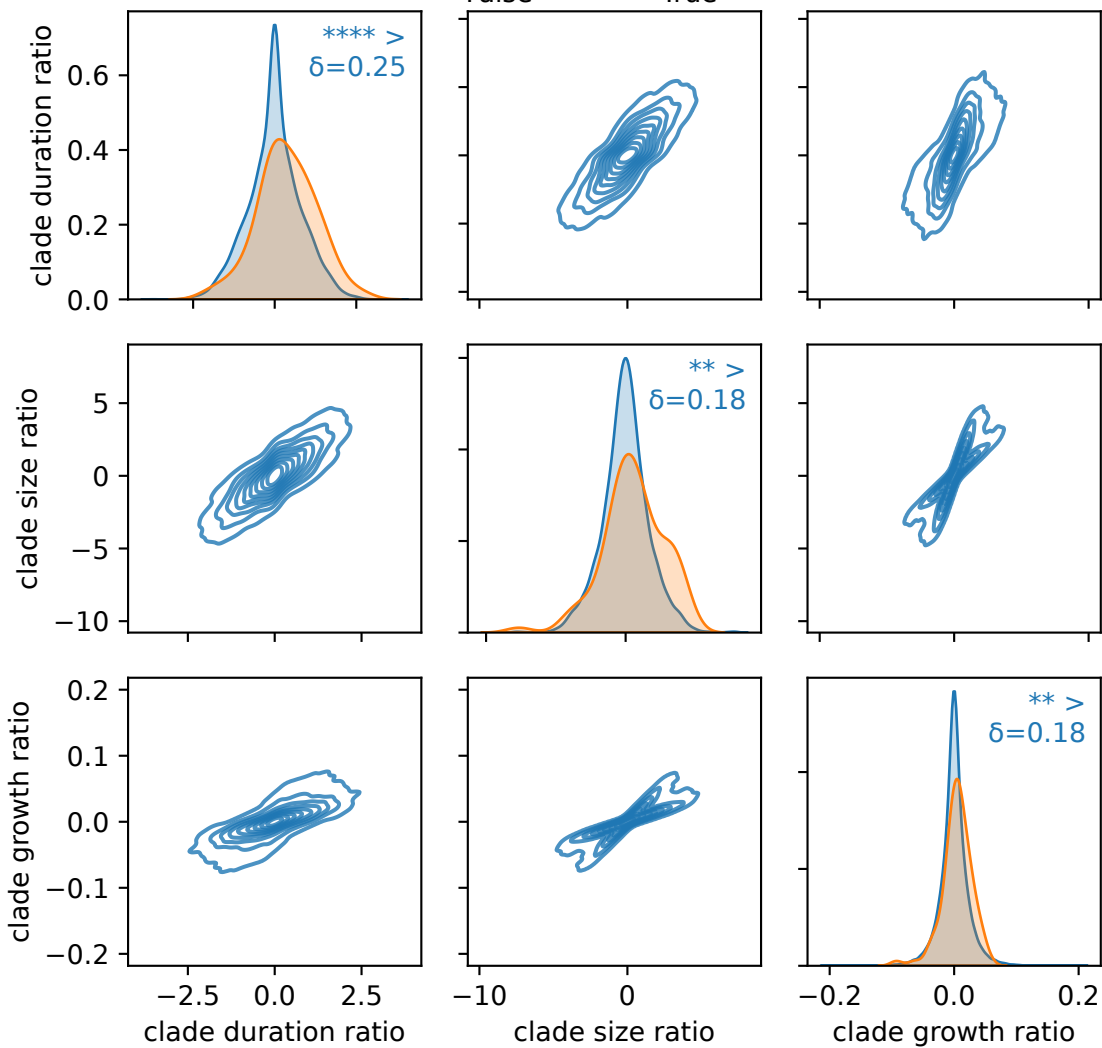 False True
clade duration ratio
0.6
0.4
0.2
0.0
**** >
δ=0.25
clade size ratio
5
0
−5
−10
** >
δ=0.18
clade growth ratio
0.2
0.1
0.0
−0.1
−0.2
** >
δ=0.18
−2.5 0.0 2.5 −10 0 −0.2 0.0 0.2
clade duration ratio clade size ratio clade growth ratio